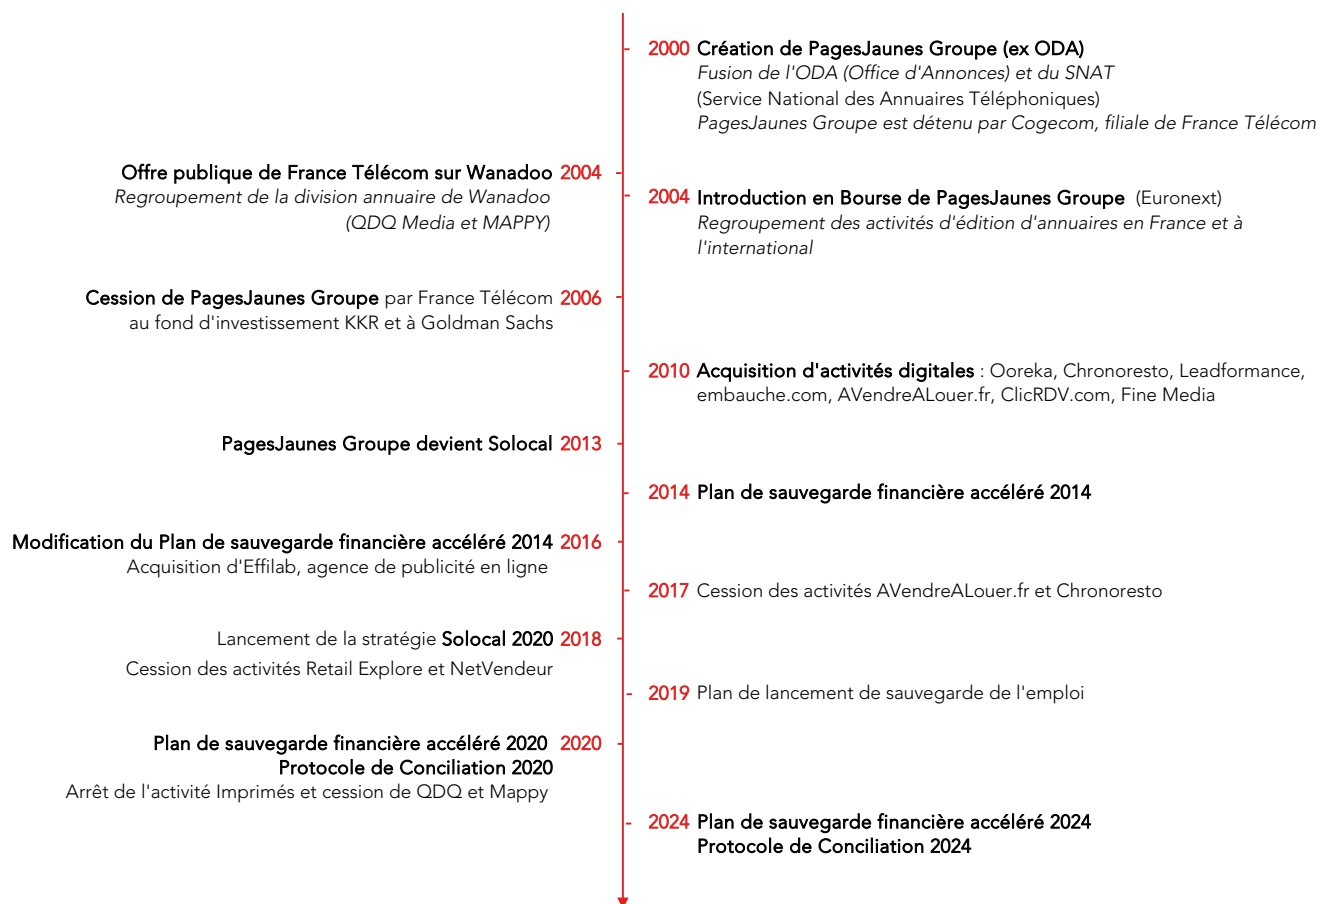 2000 Création de PagesJaunes Groupe (ex ODA)
Fusion de l'ODA (Office d'Annonces) et du SNAT
(Service National des Annuaires Téléphoniques)
PagesJaunes Groupe est détenu par Cogecom, filiale de France Télécom
Offre publique de France Télécom sur Wanadoo 2004
Regroupement de la division annuaire de Wanadoo
(QDQ Media et MAPPY)
2004 Introduction en Bourse de PagesJaunes Groupe (Euronext)
Regroupement des activités d'édition d'annuaires en France et à
l'international
Cession de PagesJaunes Groupe par France Télécom 2006
au fond d'investissement KKR et à Goldman Sachs
2010 Acquisition d'activités digitales : Ooreka, Chronoresto, Leadformance,
embauche.com, AVendreALouer.fr, ClicRDV.com, Fine Media
PagesJaunes Groupe devient Solocal 2013
2014 Plan de sauvegarde financière accéléré 2014
Modification du Plan de sauvegarde financière accéléré 2014 2016
Acquisition d'Effilab, agence de publicité en ligne
2017 Cession des activités AVendreALouer.fr et Chronoresto
Lancement de la stratégie Solocal 2020 2018
Cession des activités Retail Explore et NetVendeur
2019 Plan de lancement de sauvegarde de l'emploi
Plan de sauvegarde financière accéléré 2020 2020
Protocole de Conciliation 2020
Arrêt de l'activité Imprimés et cession de QDQ et Mappy
2024 Plan de sauvegarde financière accéléré 2024
Protocole de Conciliation 2024